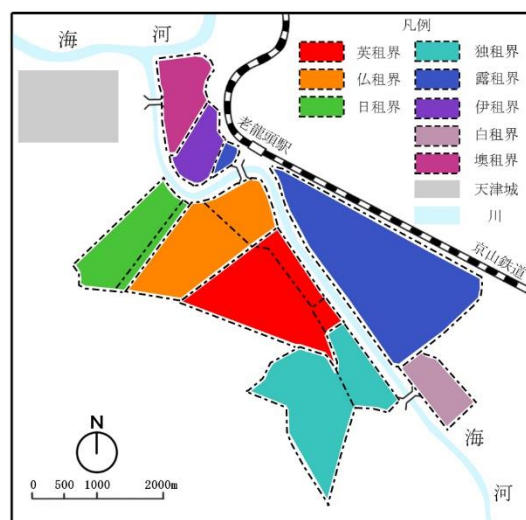 海 河
凡例
英租界
仏租界
日租界
独租界
露租界
伊租界
白租界
墺租界
天津城
川
老龍頭駅
京山鉄道
海
河
N
0 500 1000 2000m